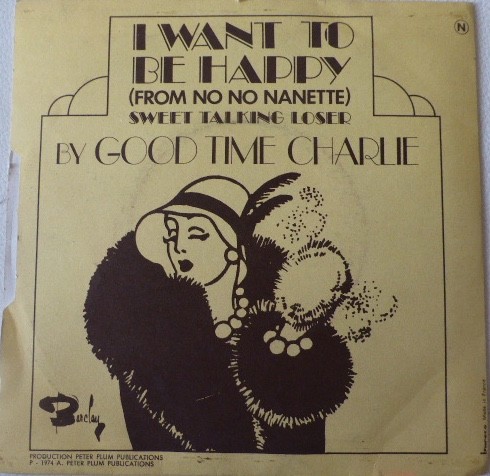 I WANT TO
BE HAPPY
(FROM NO NO NANETTE)
SWEET TALKING LOSER
BY GOOD TIME CHARLIE
N
Barclay
PRODUCTION PETER PLUM PUBLICATIONS
P - 1974 A. PETER PLUM PUBLICATIONS